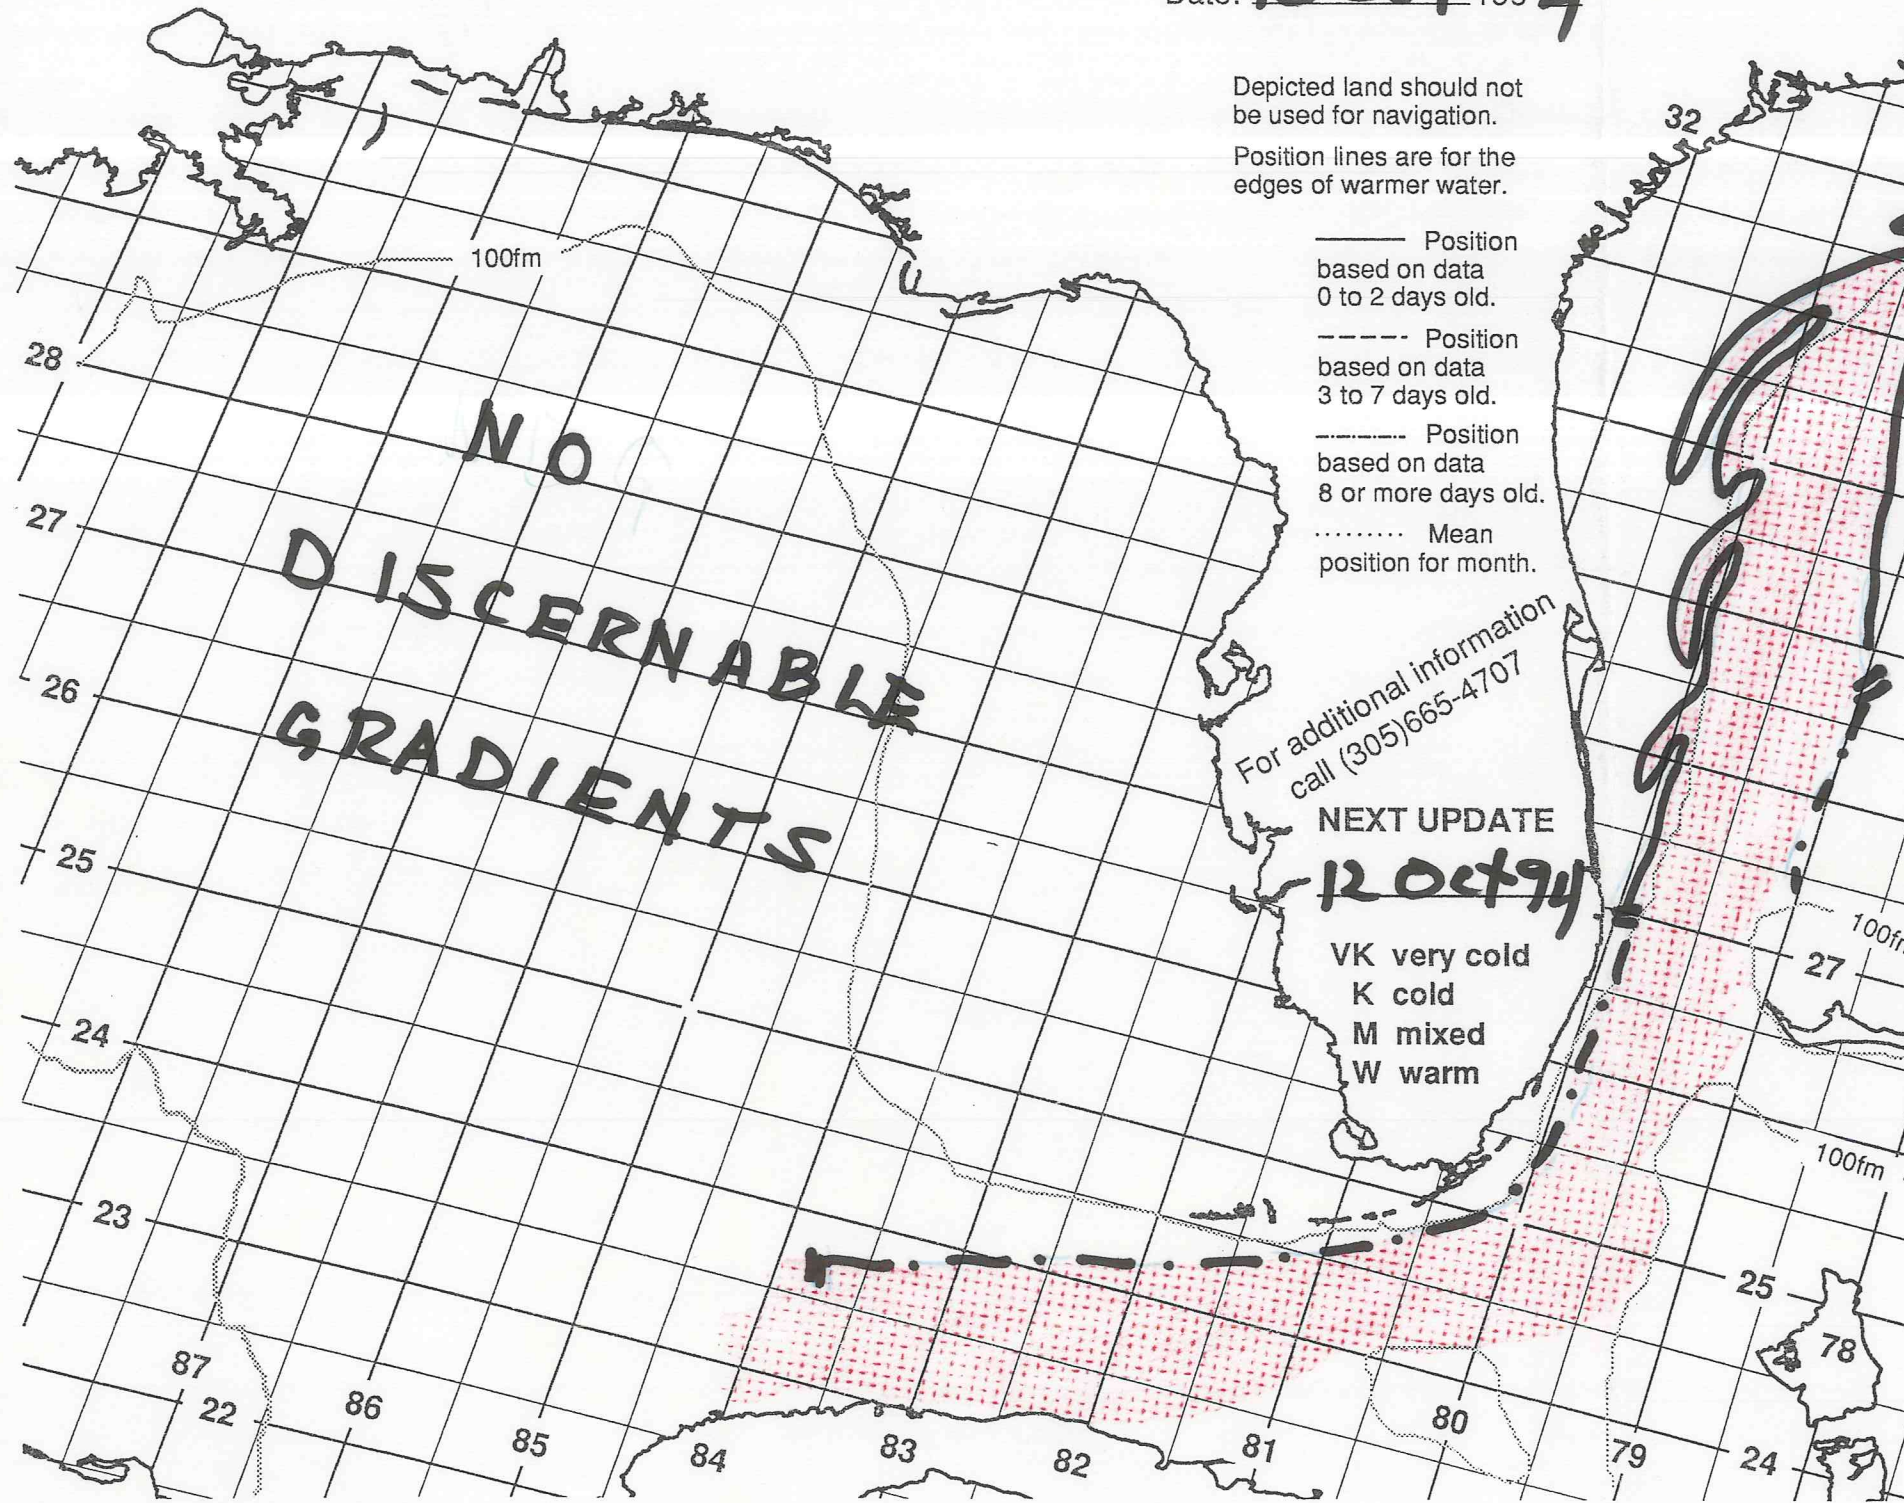 Depicted land should not
be used for navigation.
Position lines are for the
edges of warmer water.
Position
based on data
0 to 2 days old.
Position
based on data
3 to 7 days old.
Position
based on data
8 or more days old.
Mean
position for month.
For additional information
call (305)665-4707
NEXT UPDATE
12 Oct 94
VK very cold
K cold
M mixed
W warm
NO
DISCERNABLE
GRADIENTS
100fm
32
28
27
26
25
24
23
22
87
86
85
84
83
82
81
80
79
78
24
25
27
100fm
100fm